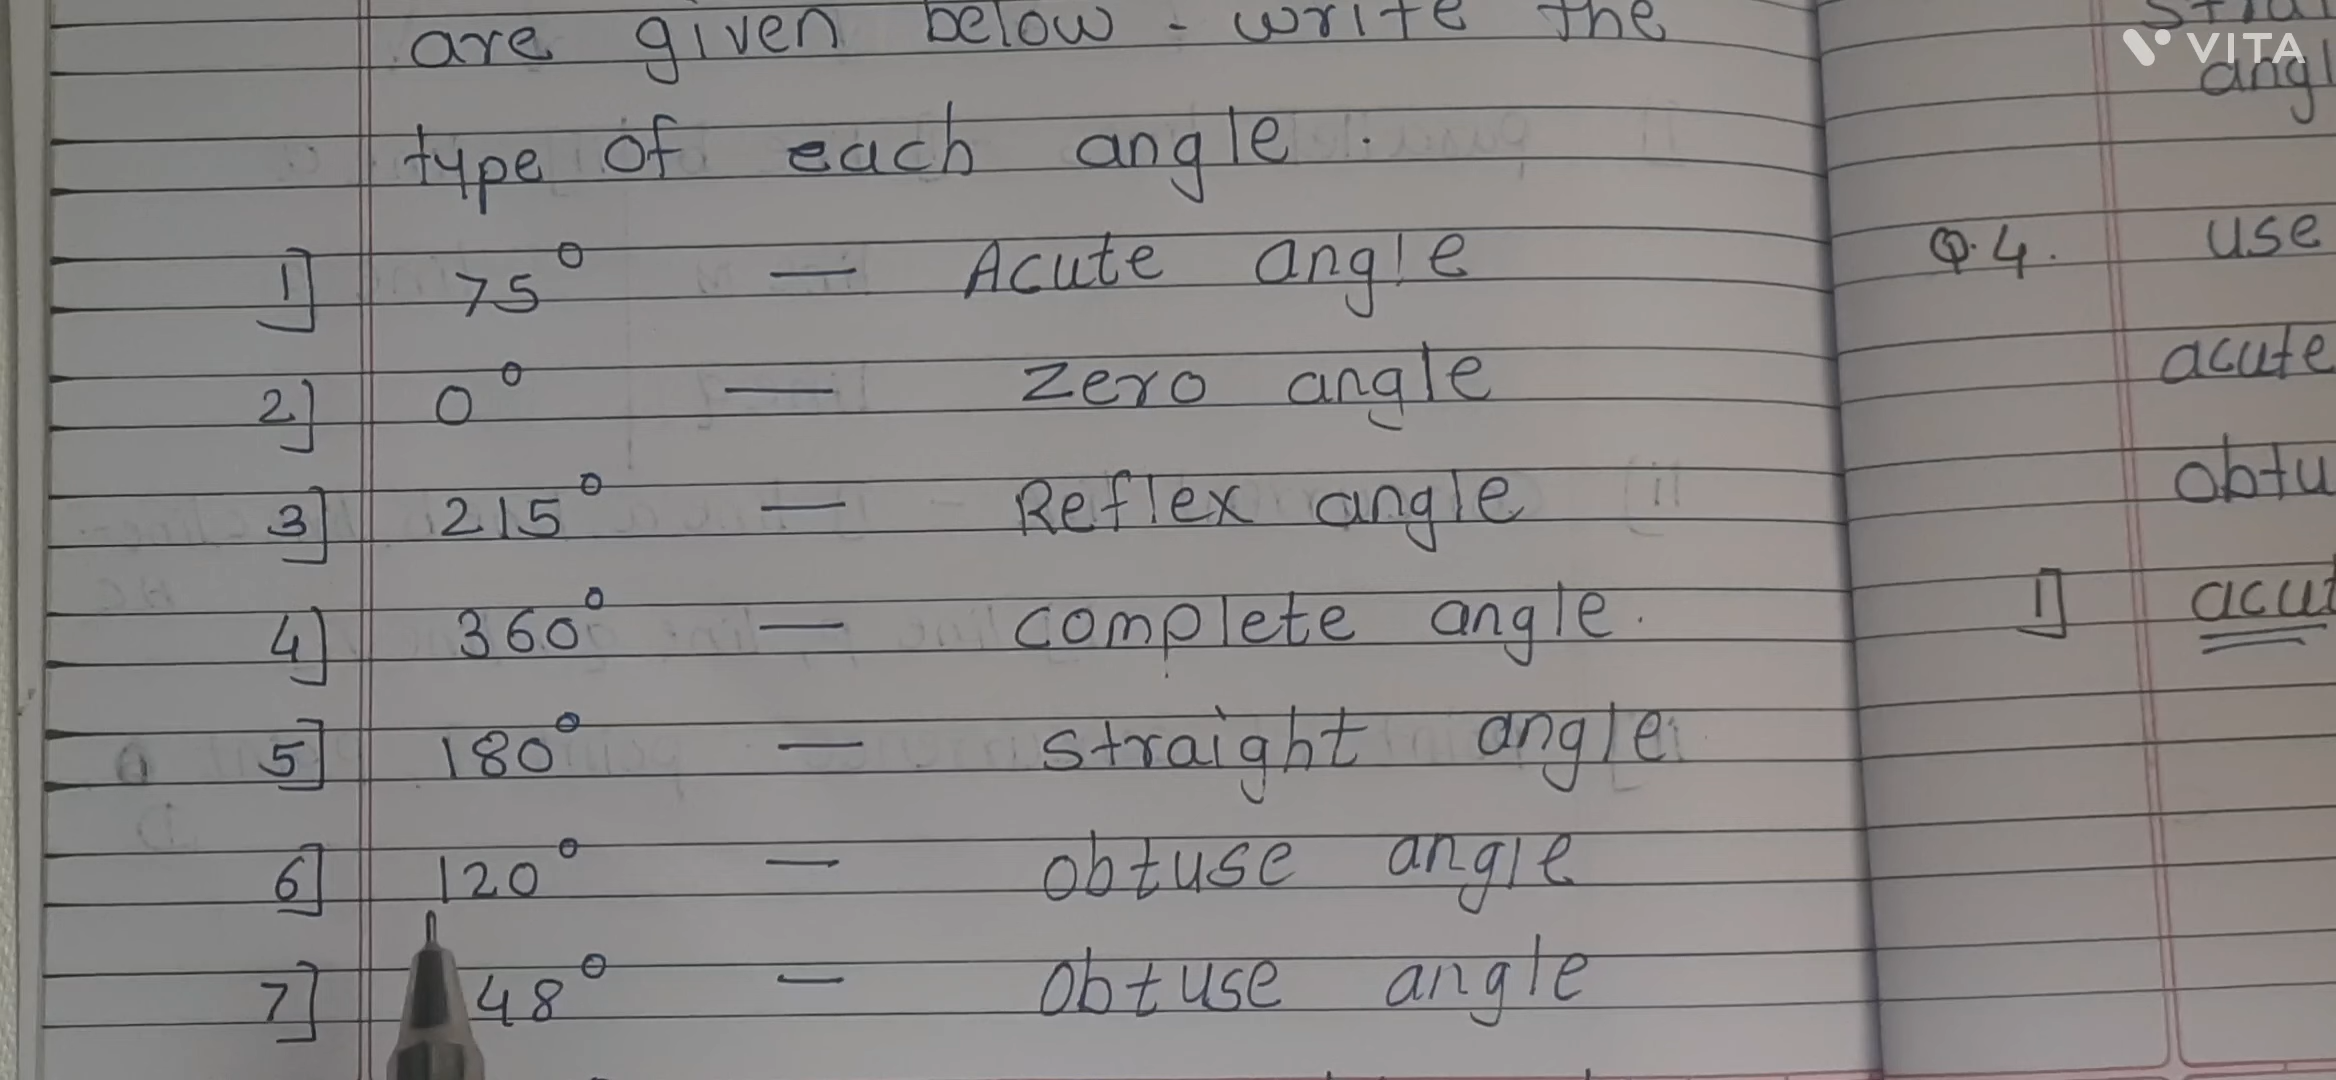 are given below - write the
type of each angle.
1] 75° — Acute angle
2] 0° — zero angle
3] 215° — Reflex angle
4] 360° — complete angle.
5] 180° — straight angle.
6] 120° — obtuse angle
7] 48° — obtuse angle
VITA
angl
Q.4. use
acute
obtu
1] acut